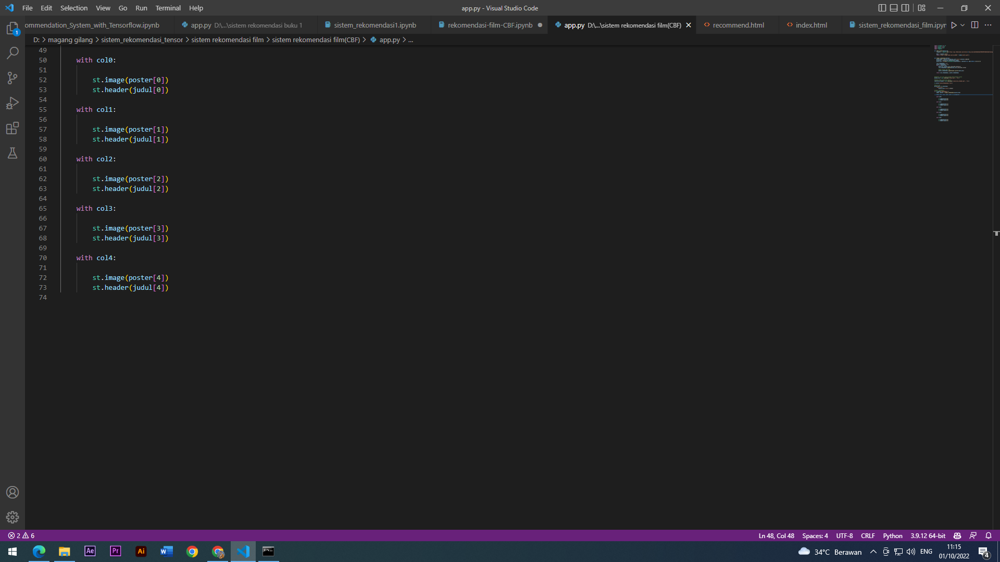 File Edit Selection View Go Run Terminal Help
app.py - Visual Studio Code
ommendation_System_with_Tensorflow.ipynb
app.py D:\...\sistem rekomendasi buku 1
sistem_rekomendasi1.ipynb
rekomendasi-film-CBF.ipynb
app.py D:\...\sistem rekomendasi film(CBF)
recommend.html
index.html
sistem_rekomendasi_film.ipyn
D: > magang gilang > sistem_rekomendasi_tensor > sistem rekomendasi film > sistem rekomendasi film(CBF) > app.py > ...
49
50 with col0:
51
52 st.image(poster[0])
53 st.header(judul[0])
54
55 with col1:
56
57 st.image(poster[1])
58 st.header(judul[1])
59
60 with col2:
61
62 st.image(poster[2])
63 st.header(judul[2])
64
65 with col3:
66
67 st.image(poster[3])
68 st.header(judul[3])
69
70 with col4:
71
72 st.image(poster[4])
73 st.header(judul[4])
74
1
2 6
Ln 48, Col 48 Spaces: 4 UTF-8 CRLF Python 3.9.12 64-bit
Ae Pr Ai W
34°C Berawan ENG
11:15
01/10/2022
4